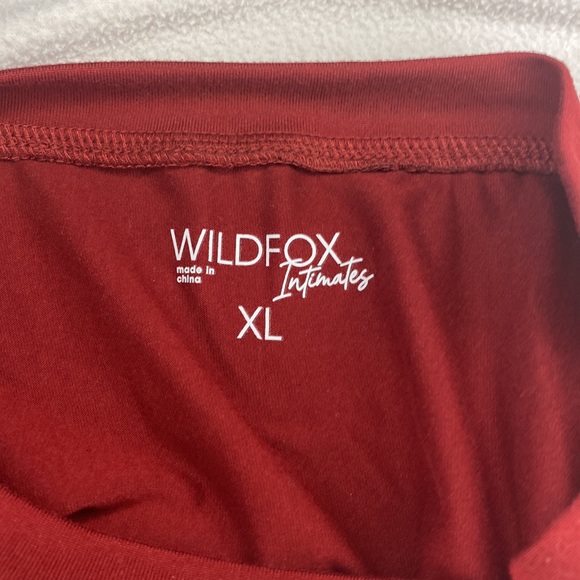 WILDFOX
Intimates
made in
china
XL